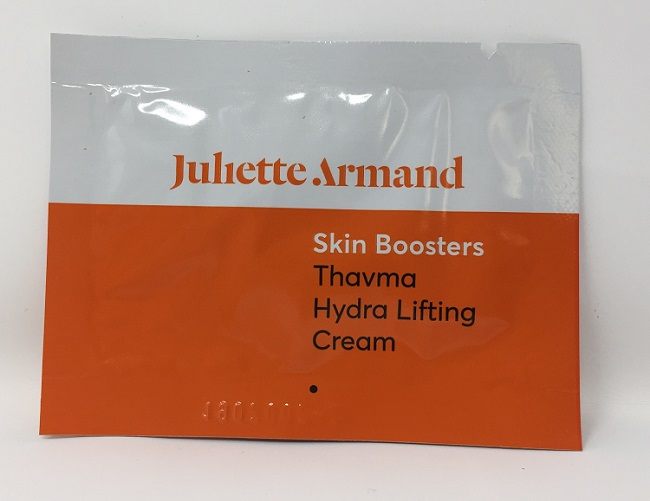 Juliette Armand
Skin Boosters
Thavma
Hydra Lifting
Cream